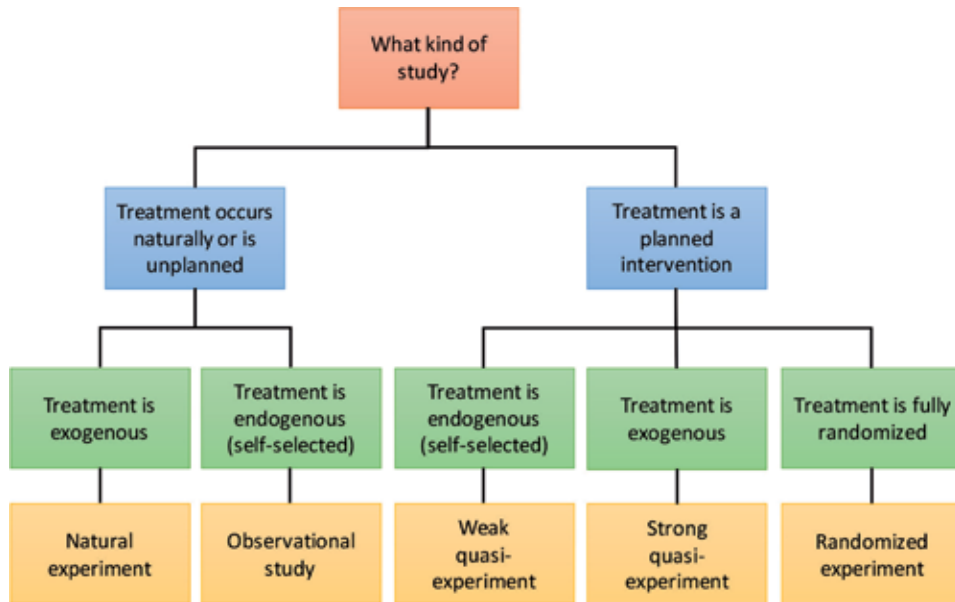 What kind of
study?
Treatment occurs
naturally or is
unplanned
Treatment is a
planned
intervention
Treatment is
exogenous
Treatment is
endogenous
(self-selected)
Treatment is
endogenous
(self-selected)
Treatment is
exogenous
Treatment is fully
randomized
Natural
experiment
Observational
study
Weak
quasi-
experiment
Strong
quasi-
experiment
Randomized
experiment